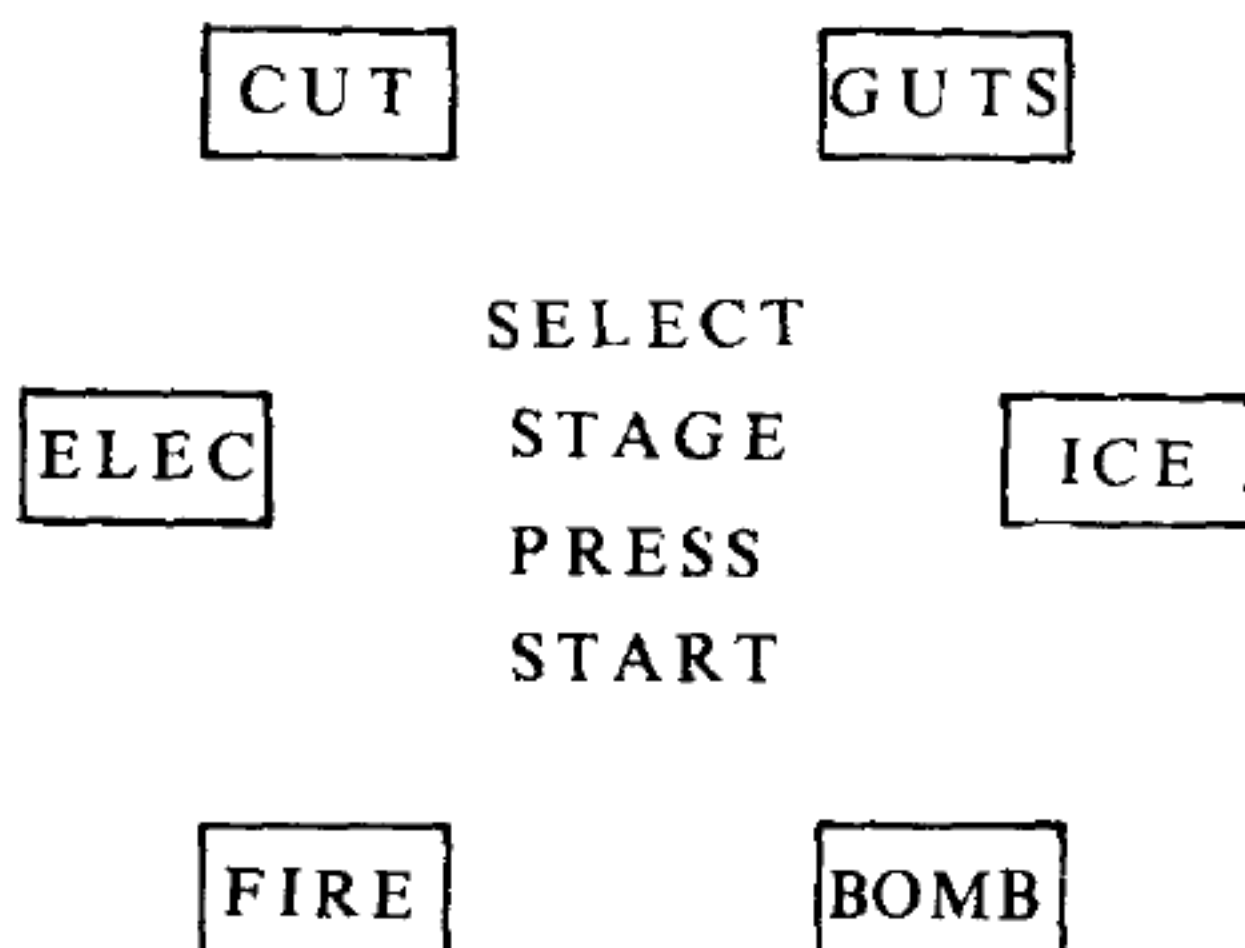 CUT GUTS
SELECT
STAGE
ELEC ICE
PRESS
START
FIRE BOMB